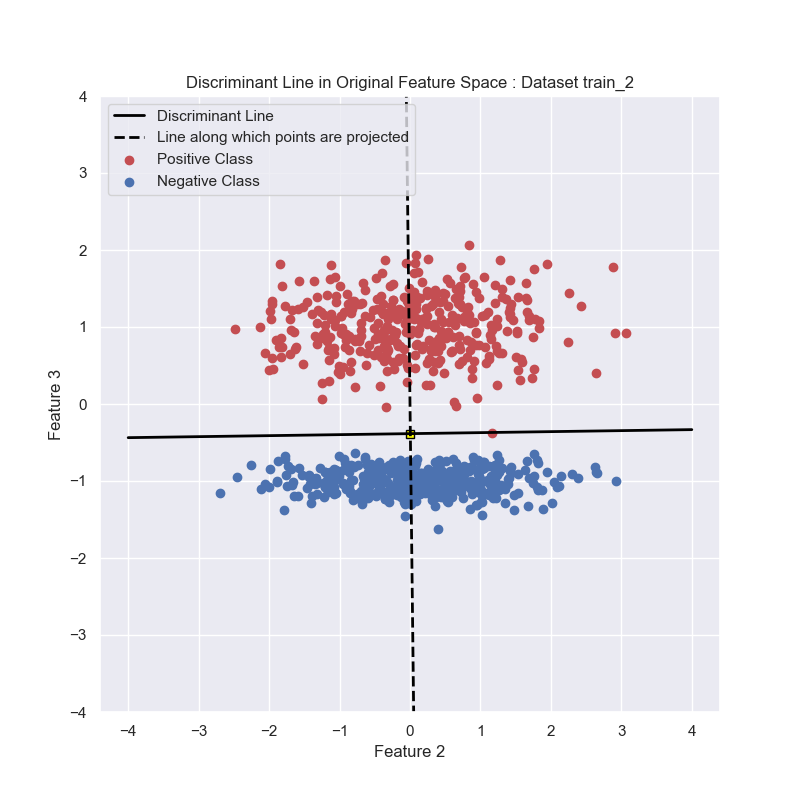 Discriminant Line in Original Feature Space : Dataset train_2
Discriminant Line
Line along which points are projected
Positive Class
Negative Class
4
3
2
1
0
−1
−2
−3
−4
Feature 3
−4 −3 −2 −1 0 1 2 3 4
Feature 2